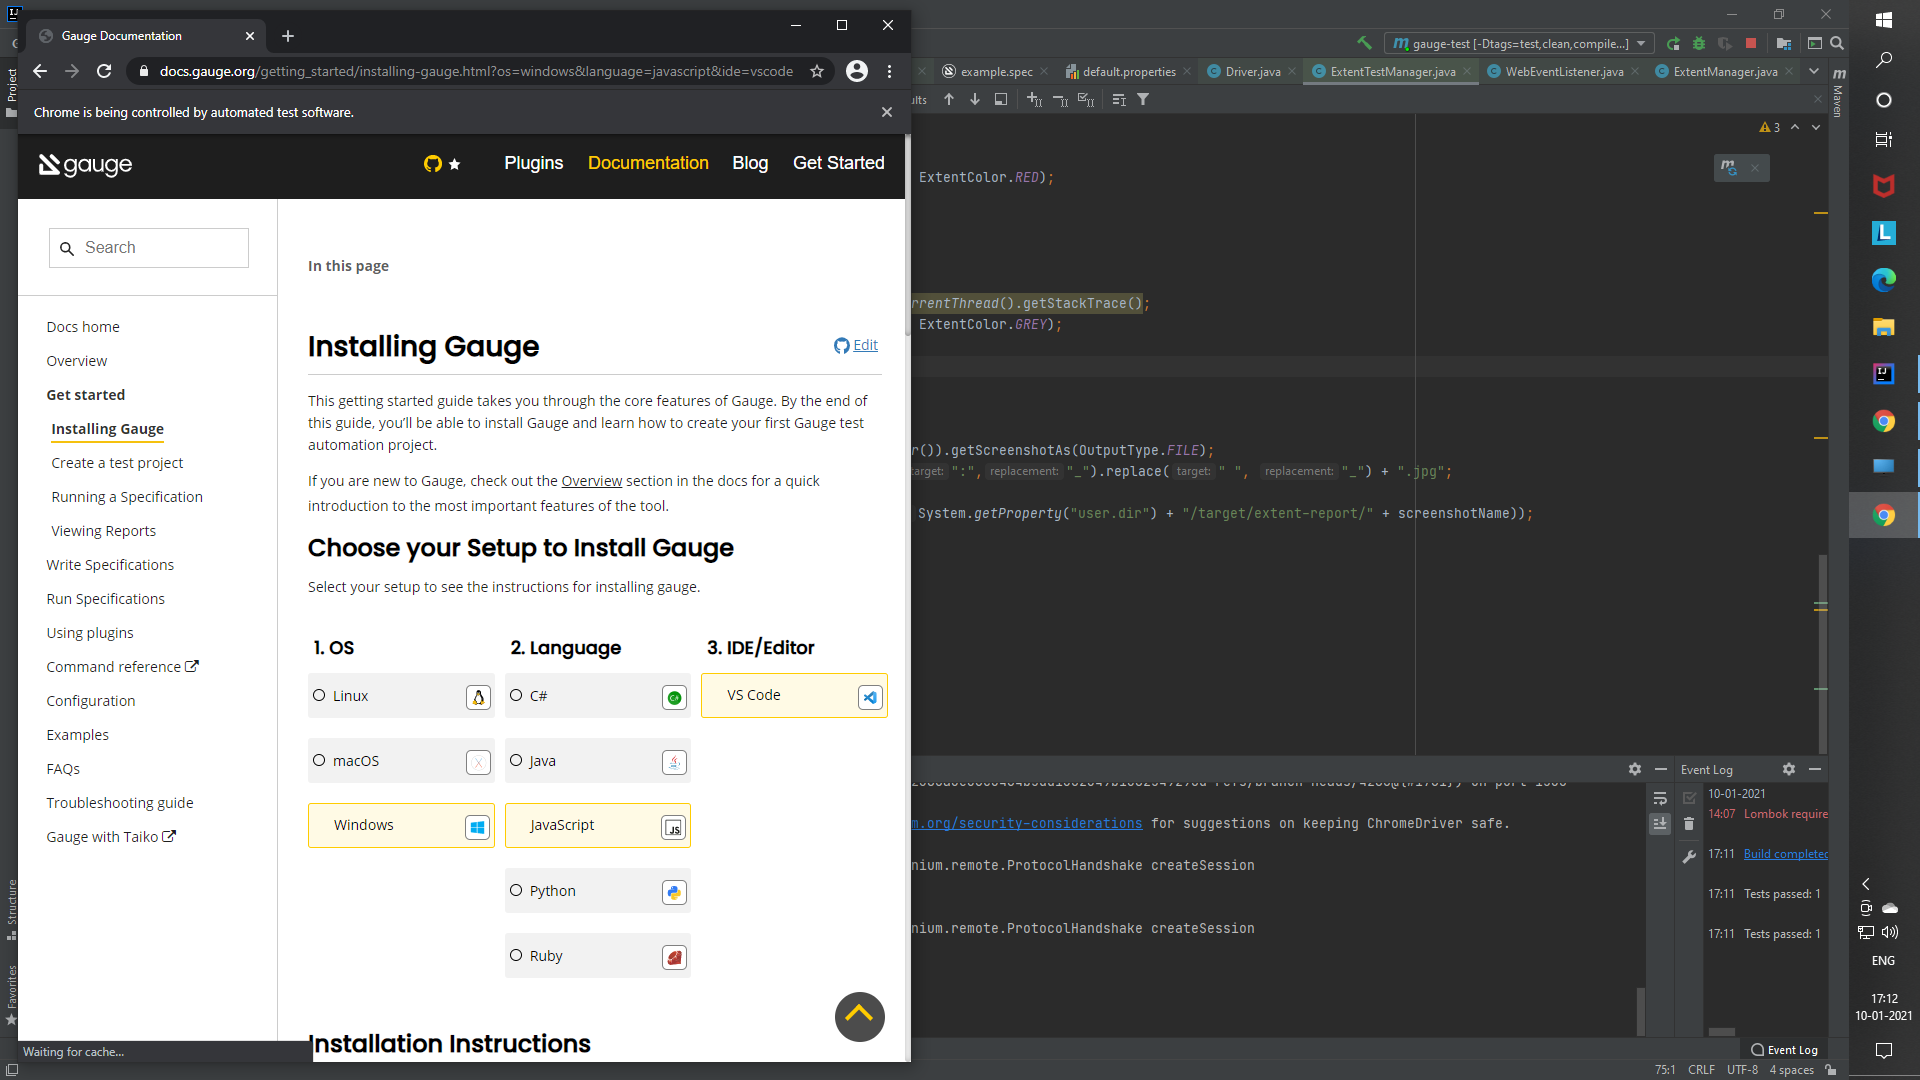 Gauge Documentation
docs.gauge.org/getting_started/installing-gauge.html?os=windows&language=javascript&ide=vscode
Chrome is being controlled by automated test software.
gauge
Plugins
Documentation
Blog
Get Started
Search
Docs home
Overview
Get started
Installing Gauge
Create a test project
Running a Specification
Viewing Reports
Write Specifications
Run Specifications
Using plugins
Command reference
Configuration
Examples
FAQs
Troubleshooting guide
Gauge with Taiko
In this page
Installing Gauge
Edit
This getting started guide takes you through the core features of Gauge. By the end of
this guide, you'll be able to install Gauge and learn how to create your first Gauge test
automation project.
If you are new to Gauge, check out the Overview section in the docs for a quick
introduction to the most important features of the tool.
Choose your Setup to Install Gauge
Select your setup to see the instructions for installing gauge.
1. OS
Linux
macOS
Windows
2. Language
C#
Java
JavaScript
JS
Python
Ruby
3. IDE/Editor
VS Code
Installation Instructions
Waiting for cache...
Project
Structure
Favorites
gauge-test [-Dtags=test,clean,compile...]
example.spec
default.properties
Driver.java
ExtentTestManager.java
WebEventListener.java
ExtentManager.java
Maven
ults
3
ExtentColor.RED);
rrentThread().getStackTrace();
ExtentColor.GREY);
r()).getScreenshotAs(OutputType.FILE);
target: ":", replacement: "_").replace( target: " ", replacement: "_") + ".jpg";
System.getProperty("user.dir") + "/target/extent-report/" + screenshotName));
m.org/security-considerations for suggestions on keeping ChromeDriver safe.
nium.remote.ProtocolHandshake createSession
nium.remote.ProtocolHandshake createSession
Event Log
10-01-2021
14:07 Lombok require
17:11 Build completed
17:11 Tests passed: 1
17:11 Tests passed: 1
Event Log
75:1 CRLF UTF-8 4 spaces
ENG
17:12
10-01-2021